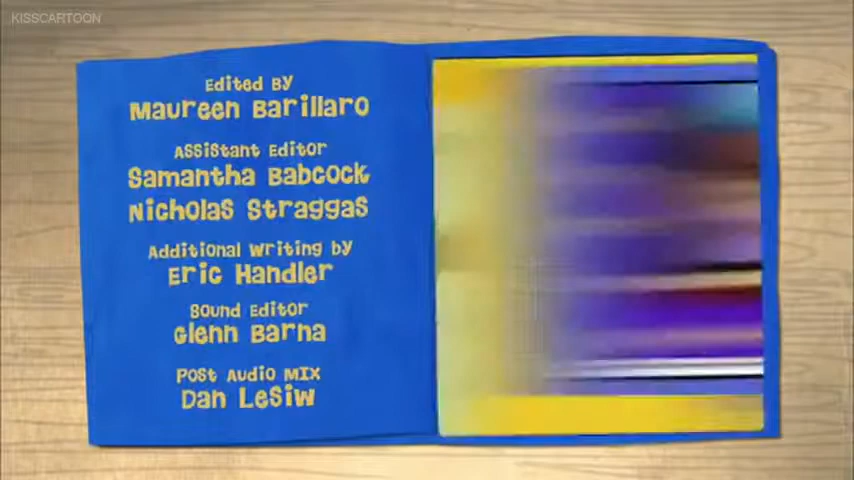 KISSCARTOON
Edited By
Maureen Barillaro
Assistant Editor
Samantha Babcock
Nicholas Straggas
Additional Writing by
Eric Handler
Sound Editor
Glenn Barna
Post Audio Mix
Dan Lesiw